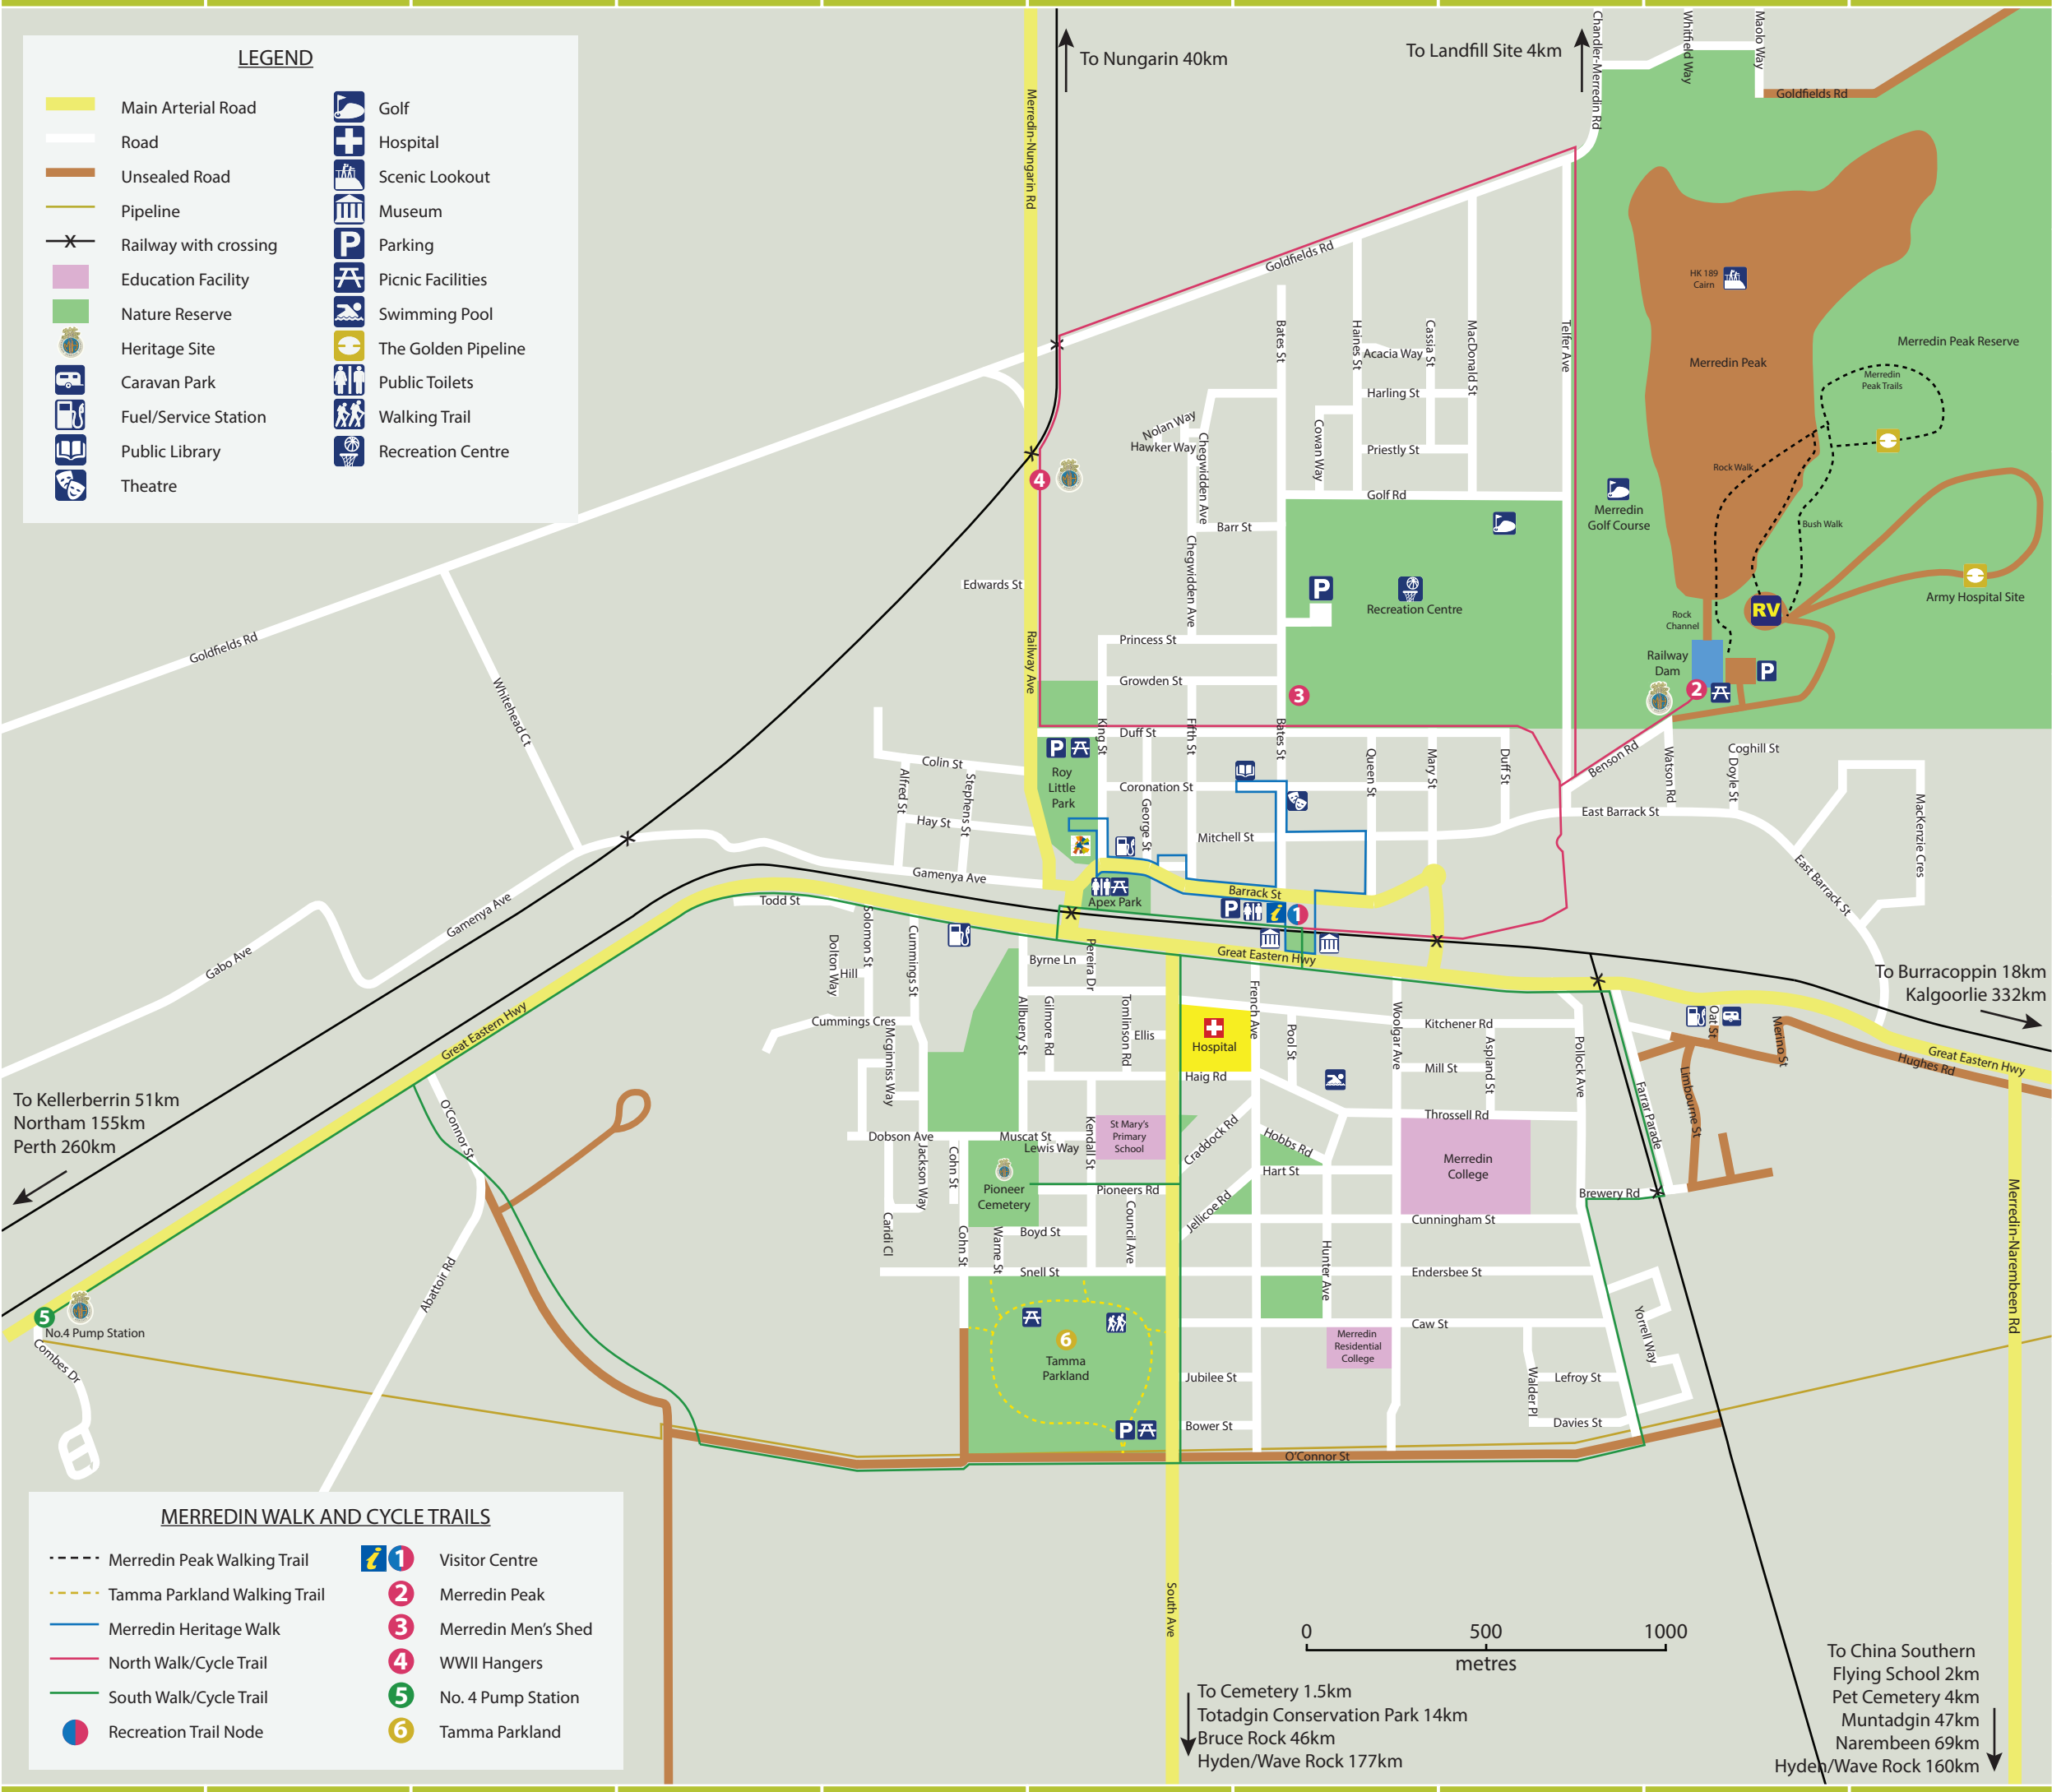 LEGEND
Main Arterial Road
Road
Unsealed Road
Pipeline
Railway with crossing
Education Facility
Nature Reserve
Heritage Site
Caravan Park
Fuel/Service Station
Public Library
Theatre
Golf
Hospital
Scenic Lookout
Museum
P
Parking
Picnic Facilities
Swimming Pool
The Golden Pipeline
Public Toilets
Walking Trail
Recreation Centre
To Nungarin 40km
To Landfill Site 4km
Merredin-Nungarin Rd
Chandler-Merredin Rd
Whitfield Way
Maolo Way
Goldfields Rd
Goldfields Rd
HK 189
Cairn
Merredin Peak
Merredin Peak Reserve
Merredin
Peak Trails
Rock Walk
Bush Walk
Merredin
Golf Course
Army Hospital Site
RV
Rock
Channel
Railway
Dam
P
2
Bates St
Haines St
Acacia Way
Cassia St
MacDonald St
Telfer Ave
Harling St
Cowan Way
Priestly St
Golf Rd
Nolan Way
Hawker Way
Chegwidden Ave
Barr St
Chegwidden Ave
4
Edwards St
Railway Ave
P
Recreation Centre
Princess St
Growden St
3
Goldfields Rd
Whitehead Ct
Duff St
King St
Fifth St
Bates St
Queen St
Mary St
Duff St
Benson Rd
Watson Rd
Coghill St
Doyle St
MacKenzie Cres
P
Roy
Little
Park
Coronation St
George St
Mitchell St
East Barrack St
East Barrack St
Colin St
Alfred St
Stephens St
Hay St
Gamenya Ave
Gamenya Ave
Gabo Ave
Barrack St
Apex Park
P
i
1
Great Eastern Hwy
Great Eastern Hwy
Great Eastern Hwy
To Burracoppin 18km
Kalgoorlie 332km
Todd St
Solomon St
Dolton Way
Hill
Cummings St
Cummings Cres
Mcginniss Way
Byrne Ln
Pereira Dr
Allbuery St
Gilmore Rd
Tomlinson Rd
Ellis
Hospital
French Ave
Pool St
Woolgar Ave
Kitchener Rd
Mill St
Aspland St
Pollock Ave
Farrar Parade
Oat St
Merino St
Limbourne St
Hughes Rd
Haig Rd
Throssell Rd
To Kellerberrin 51km
Northam 155km
Perth 260km
O'Connor St
Abattoir Rd
Dobson Ave
Jackson Way
Cohn St
Muscat St
Lewis Way
Kendall St
St Mary's
Primary
School
Craddock Rd
Hobbs Rd
Hart St
Merredin
College
Brewery Rd
Pioneer
Cemetery
Pioneers Rd
Jellicoe Rd
Cunningham St
Caridi Cl
Cohn St
Warne St
Boyd St
Council Ave
Hunter Ave
Snell St
Endersbee St
Merredin-Narembeen Rd
5
No.4 Pump Station
Combes Dr
6
Tamma
Parkland
P
Caw St
Merredin
Residential
College
Yorrell Way
Jubilee St
Walder Pl
Lefroy St
Bower St
Davies St
O'Connor St
South Ave
MERREDIN WALK AND CYCLE TRAILS
Merredin Peak Walking Trail
Tamma Parkland Walking Trail
Merredin Heritage Walk
North Walk/Cycle Trail
South Walk/Cycle Trail
Recreation Trail Node
i 1 Visitor Centre
2 Merredin Peak
3 Merredin Men's Shed
4 WWII Hangers
5 No. 4 Pump Station
6 Tamma Parkland
0 500 1000
metres
To Cemetery 1.5km
Totadgin Conservation Park 14km
Bruce Rock 46km
Hyden/Wave Rock 177km
To China Southern
Flying School 2km
Pet Cemetery 4km
Muntadgin 47km
Narembeen 69km
Hyden/Wave Rock 160km